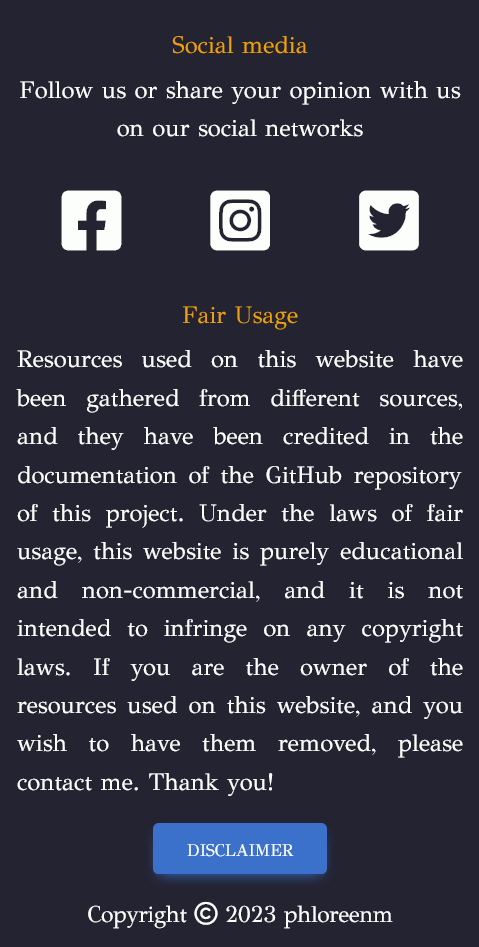 Social media
Follow us or share your opinion with us
on our social networks
Fair Usage
Resources used on this website have
been gathered from different sources,
and they have been credited in the
documentation of the GitHub repository
of this project. Under the laws of fair
usage, this website is purely educational
and non-commercial, and it is not
intended to infringe on any copyright
laws. If you are the owner of the
resources used on this website, and you
wish to have them removed, please
contact me. Thank you!
DISCLAIMER
Copyright © 2023 phloreenm